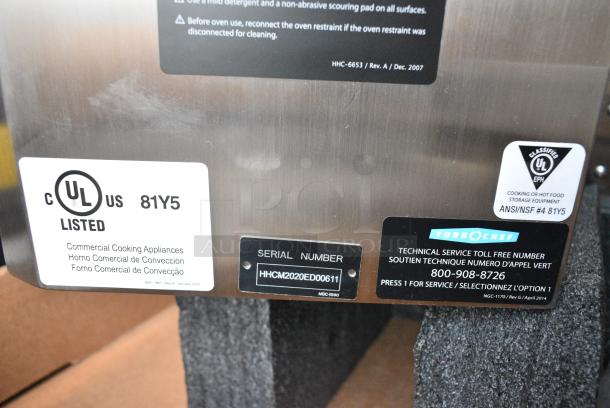 Use a mild detergent and a non-abrasive scouring pad on all surfaces.
Before oven use, reconnect the oven restraint if the oven restraint was
disconnected for cleaning.
HHC-6653 / Rev. A / Dec. 2007
C UL US 81Y5
LISTED
Commercial Cooking Appliances
Horno Comercial de Convección
Forno Comercial de Convecção
SERIAL NUMBER
HHCM2020ED00611
CLASSIFIED
UL
EPH
COOKING OR HOT FOOD
STORAGE EQUIPMENT
ANSI/NSF #4 81Y5
TURBOCHEF
TECHNICAL SERVICE TOLL FREE NUMBER
SOUTIEN TECHNIQUE NUMERO D'APPEL VERT
800-908-8726
PRESS 1 FOR SERVICE / SELECTIONNEZ L'OPTION 1
NGC-1170 / Rev G / April 2014
AUCTION GROUP